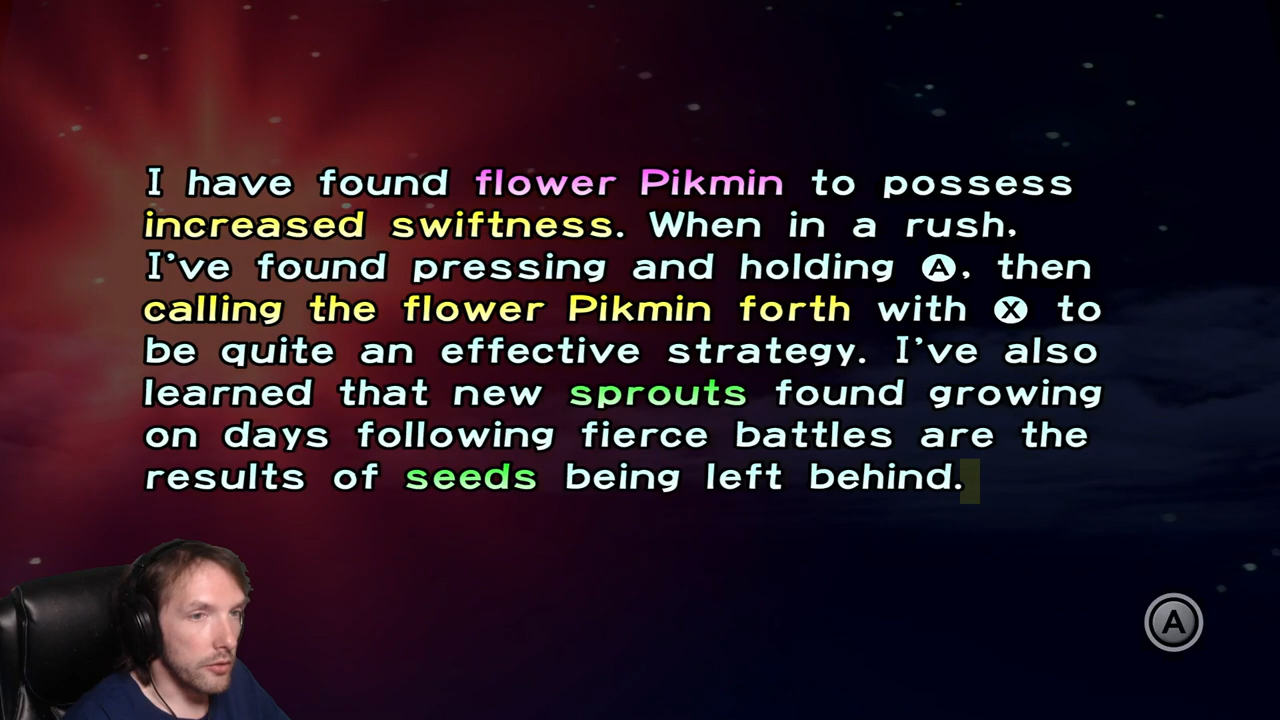 I have found flower Pikmin to possess
increased swiftness. When in a rush,
I've found pressing and holding A, then
calling the flower Pikmin forth with X to
be quite an effective strategy. I've also
learned that new sprouts found growing
on days following fierce battles are the
results of seeds being left behind.
A